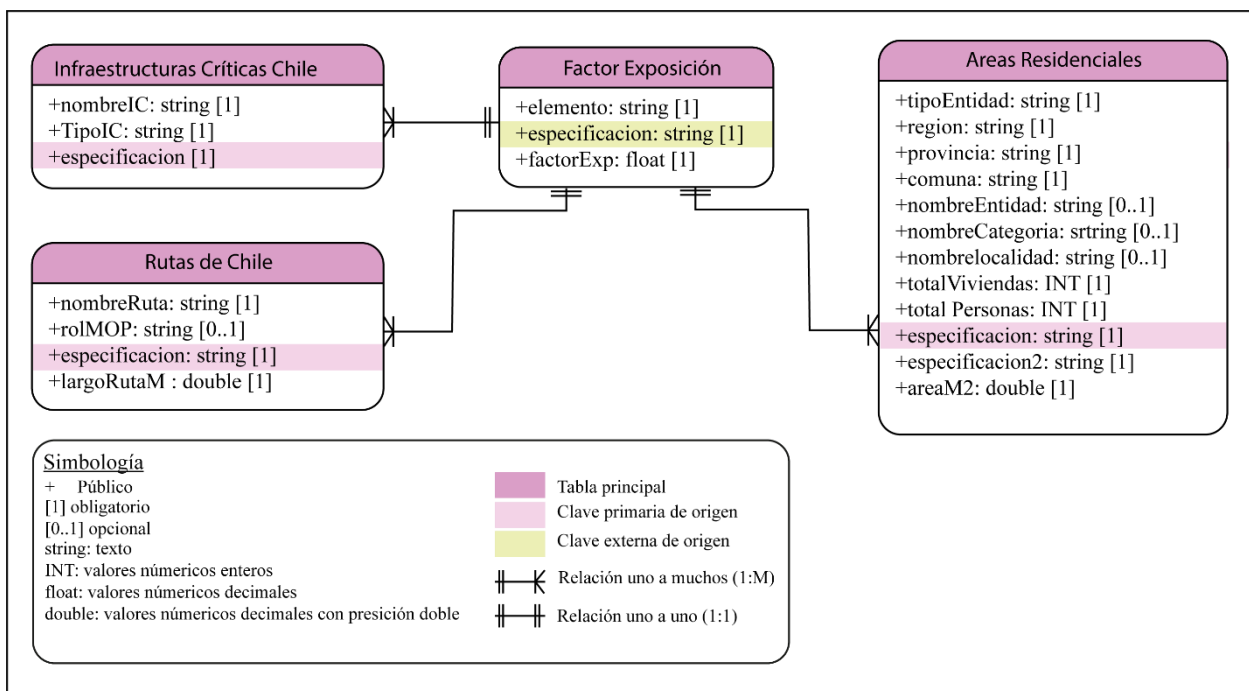 Infraestructuras Críticas Chile
+nombreIC: string [1]
+TipoIC: string [1]
+especificacion [1]
Factor Exposición
+elemento: string [1]
+especificacion: string [1]
+factorExp: float [1]
Areas Residenciales
+tipoEntidad: string [1]
+region: string [1]
+provincia: string [1]
+comuna: string [1]
+nombreEntidad: string [0..1]
+nombreCategoria: srtring [0..1]
+nombrelocalidad: string [0..1]
+totalViviendas: INT [1]
+total Personas: INT [1]
+especificacion: string [1]
+especificacion2: string [1]
+areaM2: double [1]
Rutas de Chile
+nombreRuta: string [1]
+rolMOP: string [0..1]
+especificacion: string [1]
+largoRutaM : double [1]
Simbología
+ Público
[1] obligatorio
[0..1] opcional
string: texto
INT: valores númericos enteros
float: valores númericos decimales
double: valores númericos decimales con presición doble
Tabla principal
Clave primaria de origen
Clave externa de origen
Relación uno a muchos (1:M)
Relación uno a uno (1:1)